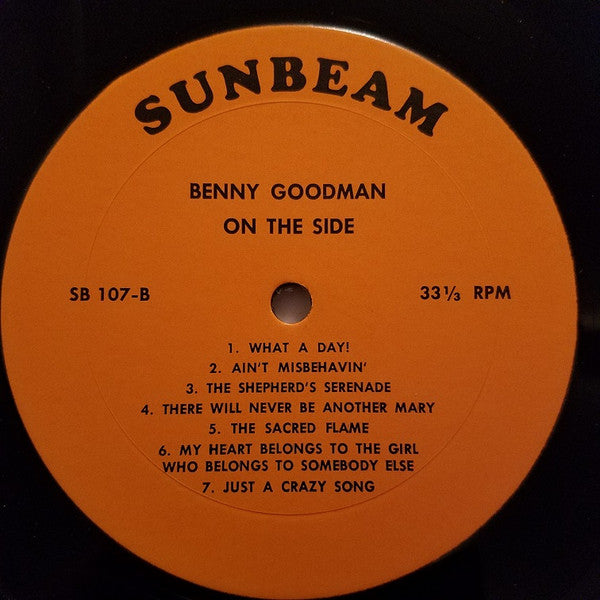 SUNBEAM
BENNY GOODMAN
ON THE SIDE
SB 107-B
33⅓ RPM
1. WHAT A DAY!
2. AIN'T MISBEHAVIN'
3. THE SHEPHERD'S SERENADE
4. THERE WILL NEVER BE ANOTHER MARY
5. THE SACRED FLAME
6. MY HEART BELONGS TO THE GIRL
WHO BELONGS TO SOMEBODY ELSE
7. JUST A CRAZY SONG